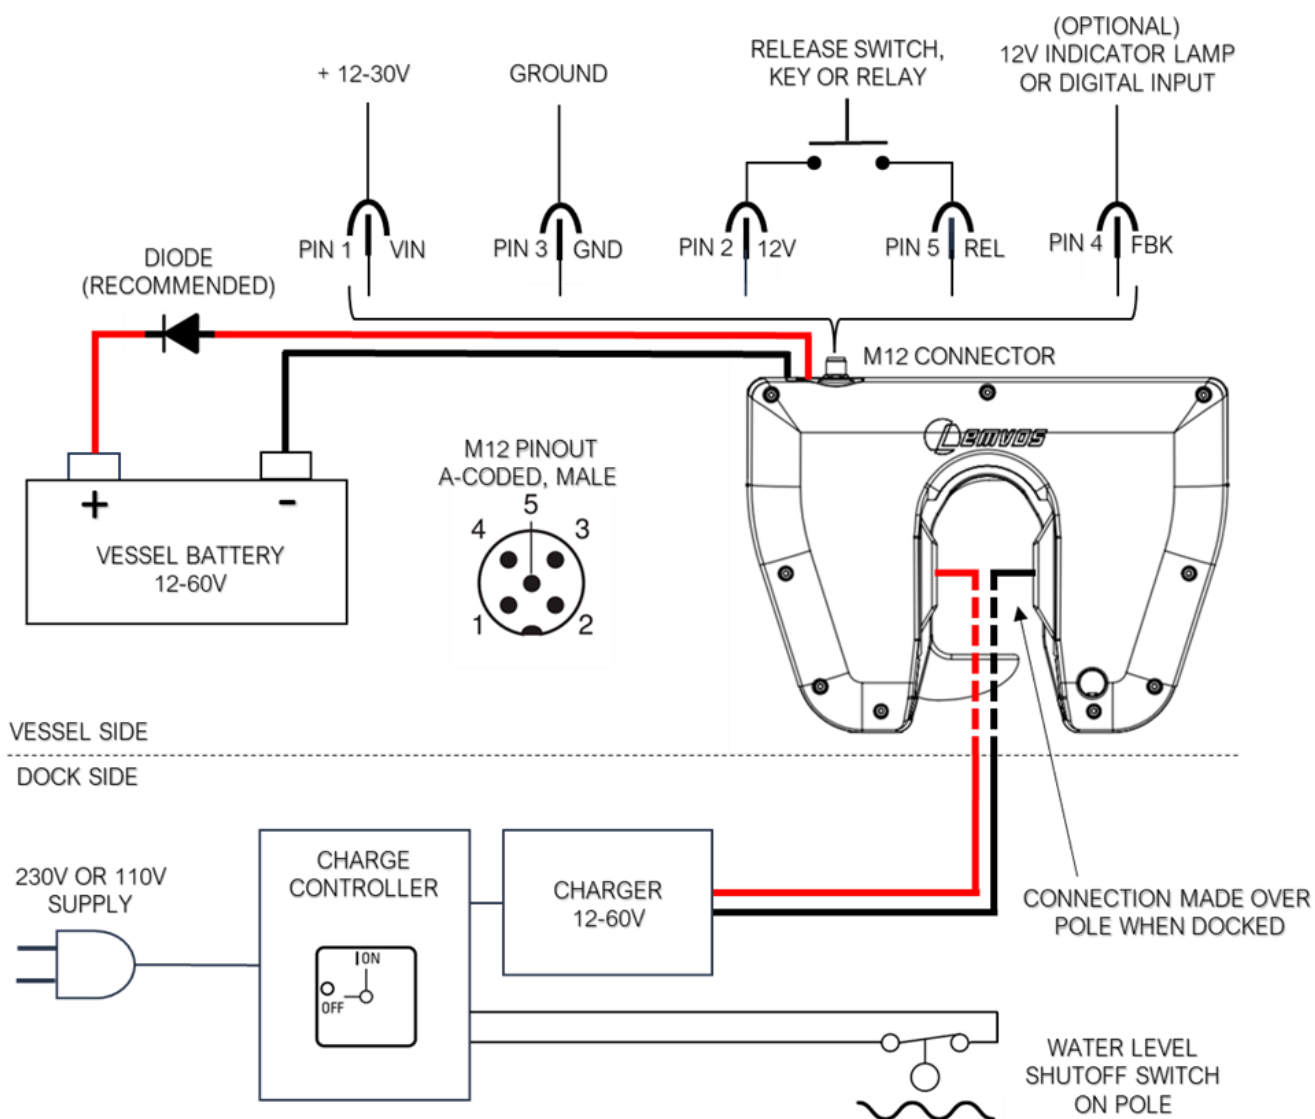 (OPTIONAL)
12V INDICATOR LAMP
OR DIGITAL INPUT
RELEASE SWITCH,
KEY OR RELAY
+ 12-30V
GROUND
PIN 1 VIN
PIN 3 GND
PIN 2 12V
PIN 5 REL
PIN 4 FBK
DIODE
(RECOMMENDED)
M12 CONNECTOR
Lemvos
M12 PINOUT
A-CODED, MALE
5
4 3
1 2
+ -
VESSEL BATTERY
12-60V
VESSEL SIDE
DOCK SIDE
230V OR 110V
SUPPLY
CHARGE
CONTROLLER
I ON
O
OFF
CHARGER
12-60V
CONNECTION MADE OVER
POLE WHEN DOCKED
WATER LEVEL
SHUTOFF SWITCH
ON POLE